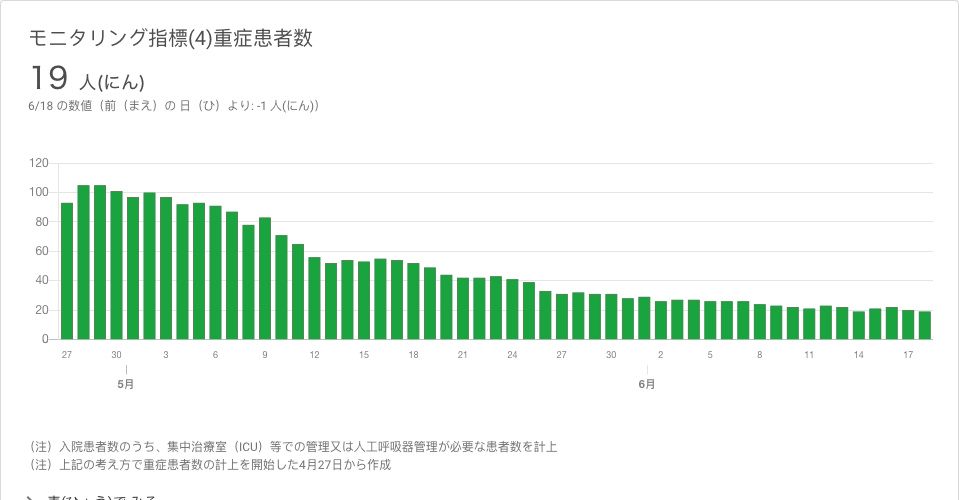 モニタリング指標(4)重症患者数
19 人(にん)
6/18 の数値（前（まえ）の 日（ひ）より: -1 人(にん)）
120
100
80
60
40
20
0
27 30 3 6 9 12 15 18 21 24 27 30 2 5 8 11 14 17
5月 6月
（注）入院患者数のうち、集中治療室（ICU）等での管理又は人工呼吸器管理が必要な患者数を計上
（注）上記の考え方で重症患者数の計上を開始した4月27日から作成